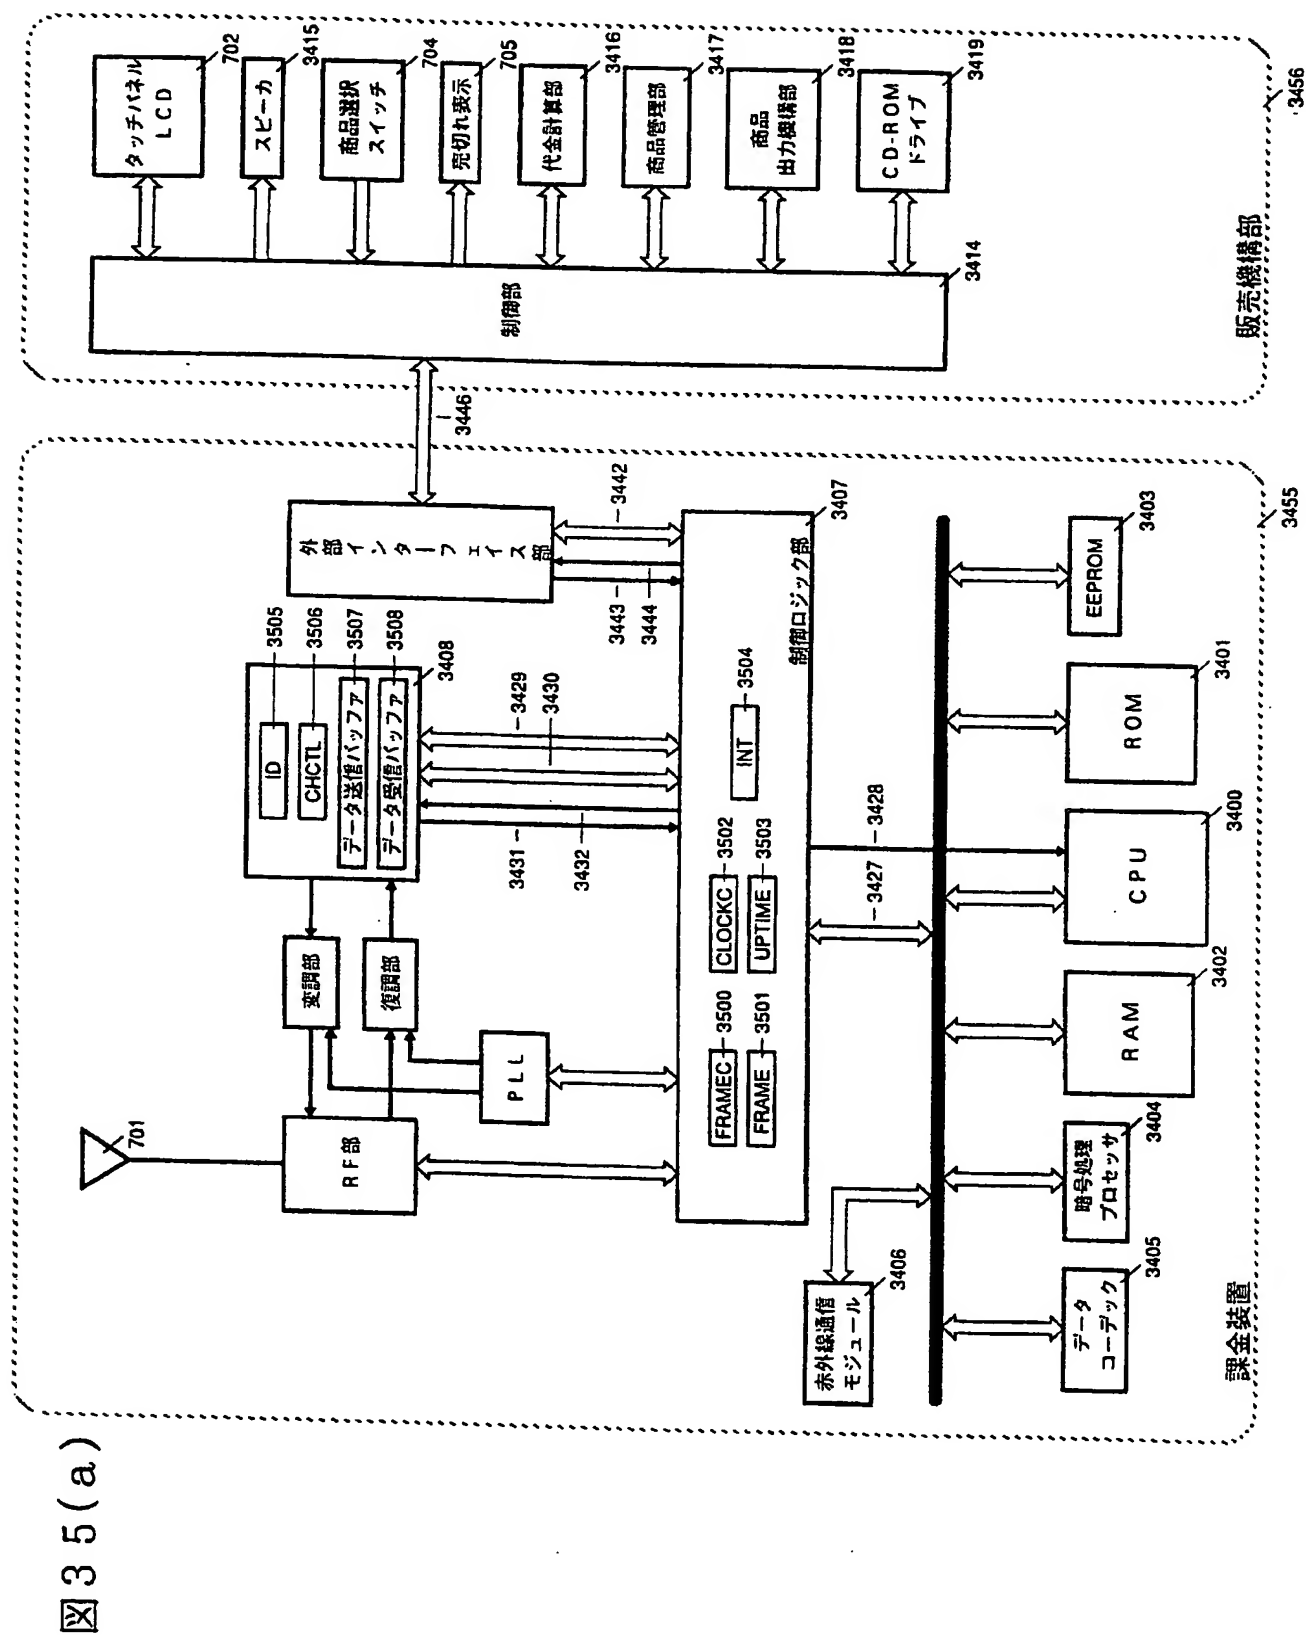 図35(a)
701
RF部
変調部
復調部
PLL
ID
3505
CHCTL
3506
データ送信バッファ
3507
データ受信バッファ
3508
3408
外部インターフェイス部
3446
3431
3432
3429
3430
3443
3444
3442
FRAMEC
3500
FRAME
3501
CLOCKC
3502
UPTIME
3503
INT
3504
制御ロジック部
3407
赤外線通信
モジュール
3406
3427
3428
データ
コーデック
3405
暗号処理
プロセッサ
3404
RAM
3402
CPU
3400
ROM
3401
EEPROM
3403
課金装置
3455
タッチパネル
LCD
702
スピーカ
3415
商品選択
スイッチ
704
売切れ表示
705
代金計算部
3416
商品管理部
3417
商品
出力機構部
3418
CD-ROM
ドライブ
3419
制御部
3414
販売機構部
3456